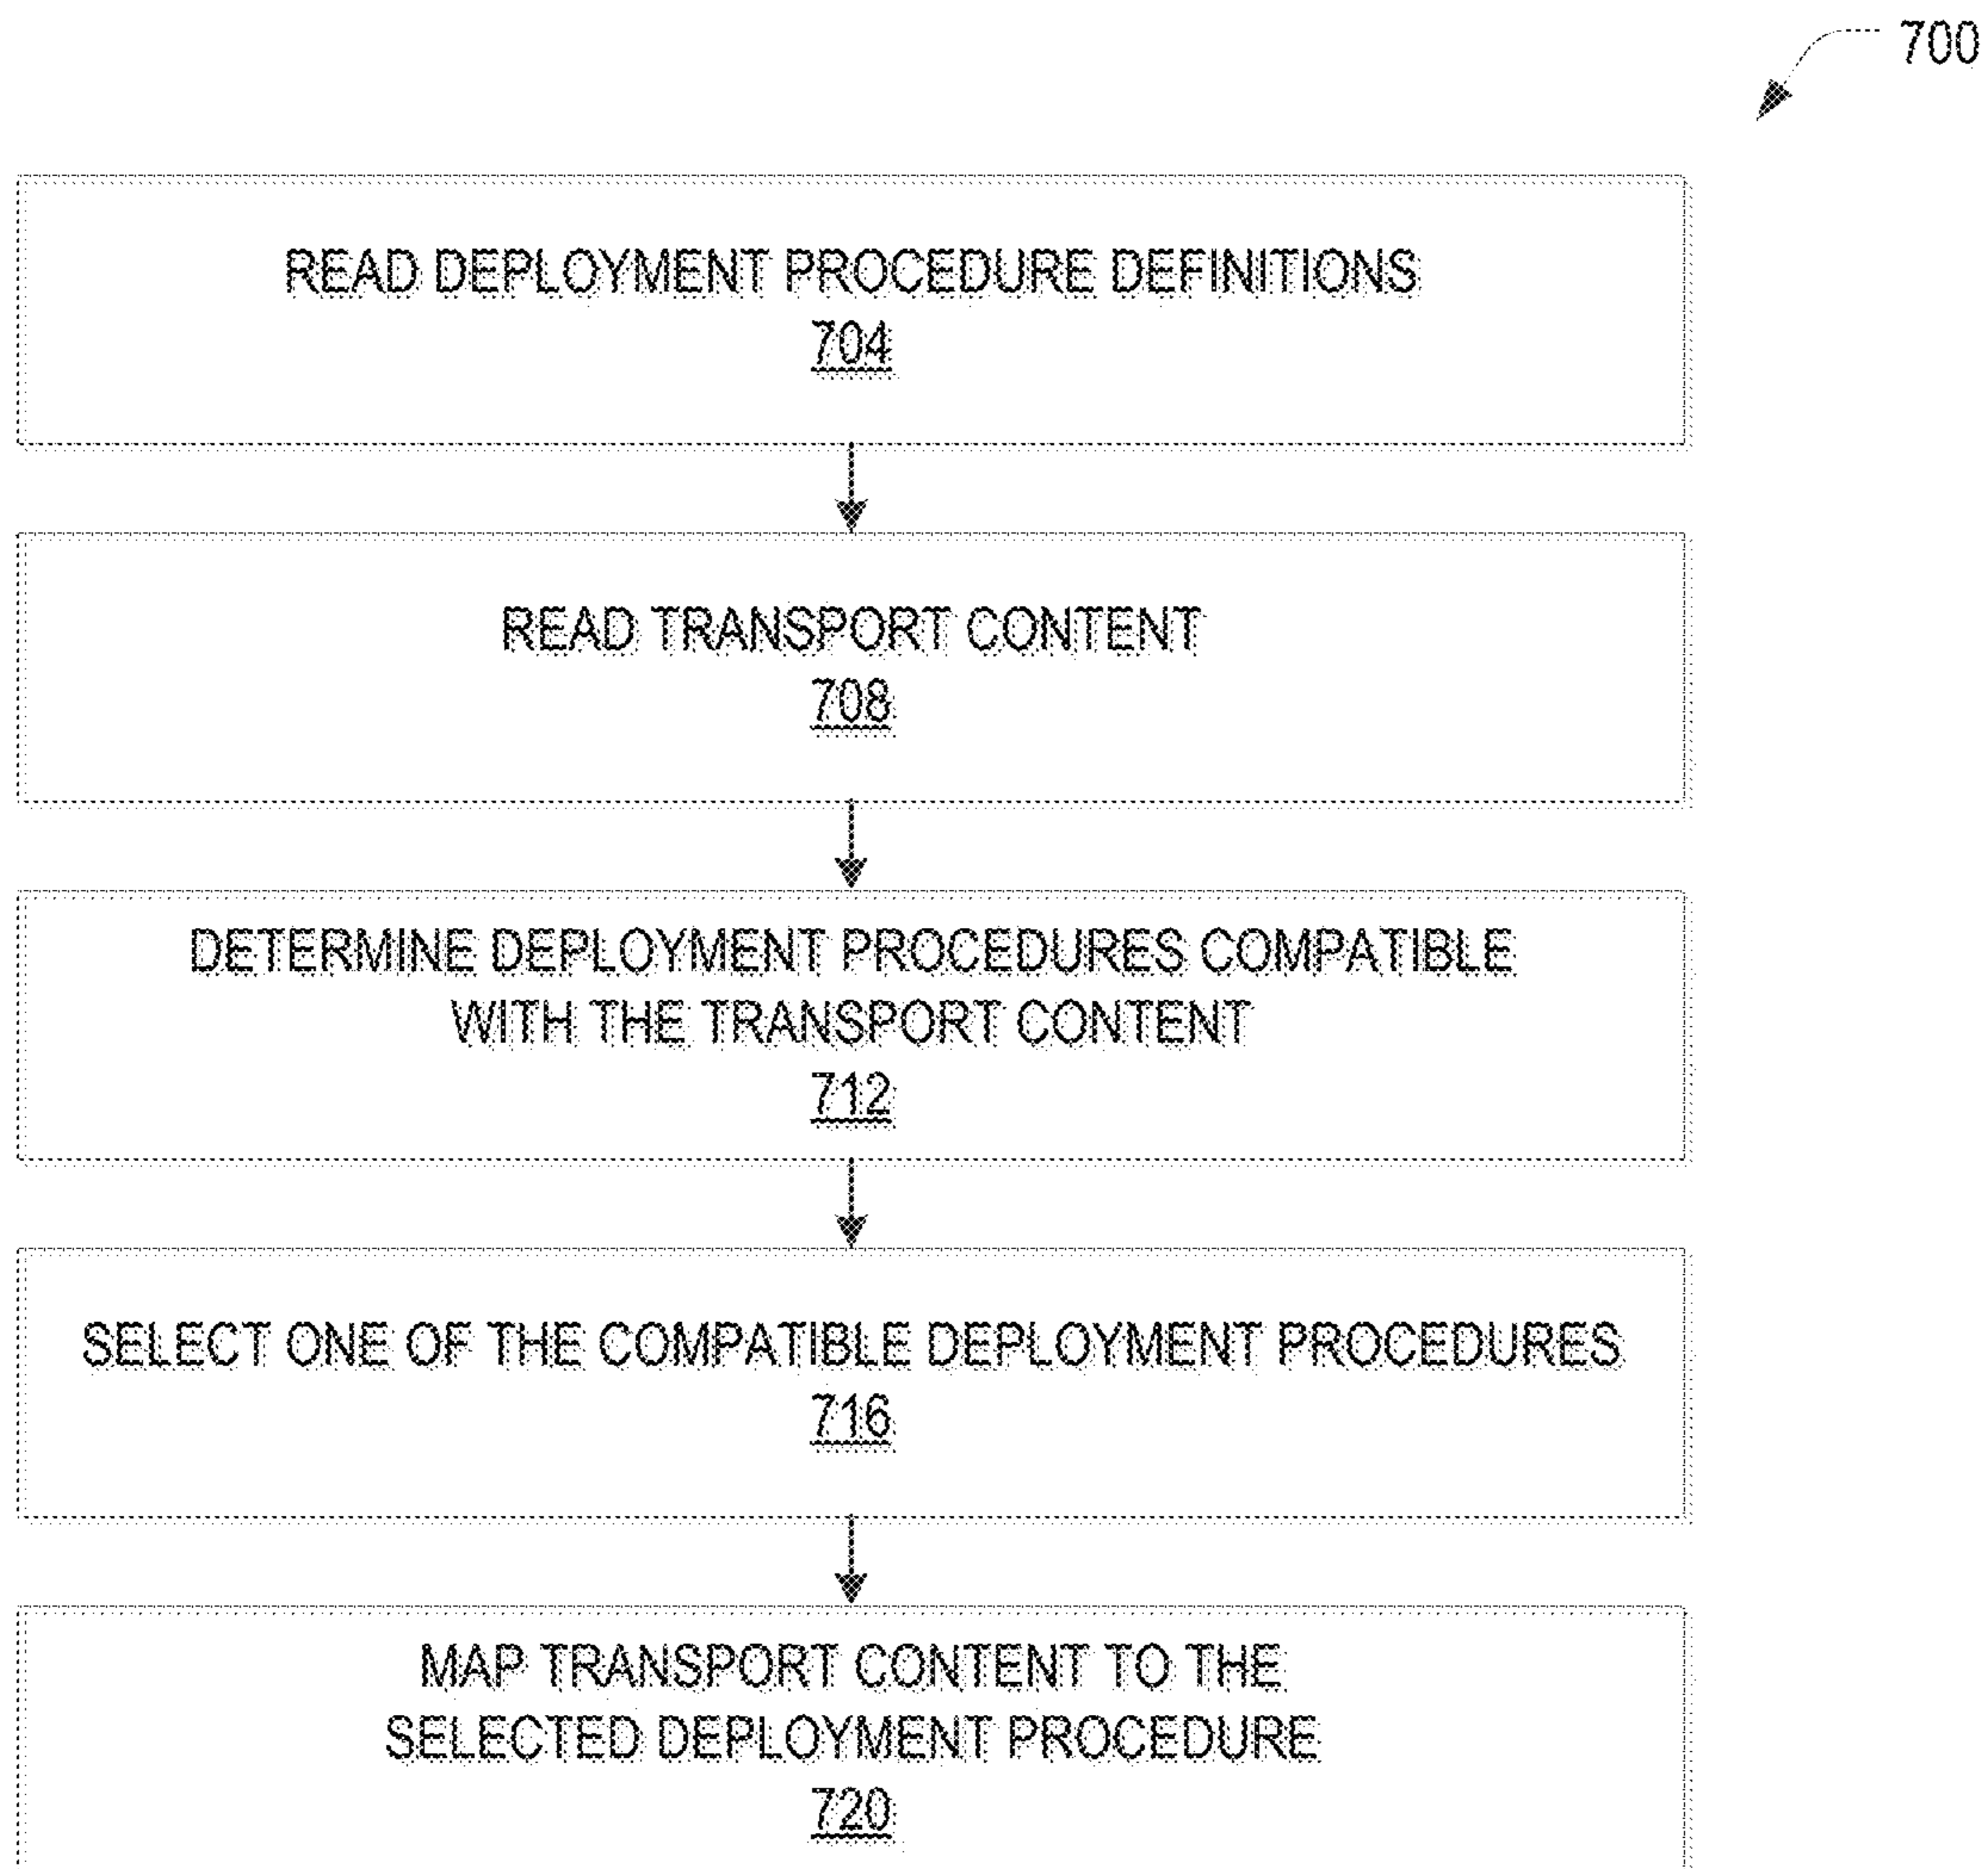 700
READ DEPLOYMENT PROCEDURE DEFINITIONS
704
READ TRANSPORT CONTENT
708
DETERMINE DEPLOYMENT PROCEDURES COMPATIBLE
WITH THE TRANSPORT CONTENT
712
SELECT ONE OF THE COMPATIBLE DEPLOYMENT PROCEDURES
716
MAP TRANSPORT CONTENT TO THE
SELECTED DEPLOYMENT PROCEDURE
720